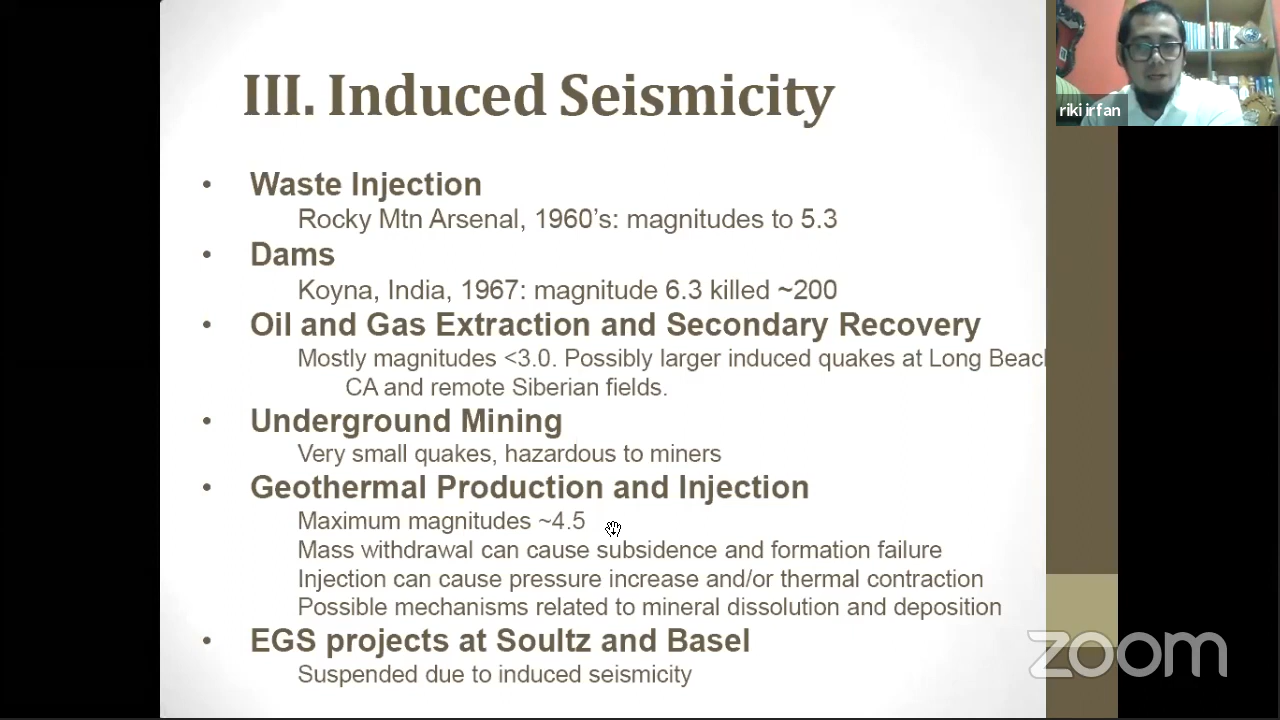 III. Induced Seismicity
riki irfan
• Waste Injection
Rocky Mtn Arsenal, 1960’s: magnitudes to 5.3
• Dams
Koyna, India, 1967: magnitude 6.3 killed ~200
• Oil and Gas Extraction and Secondary Recovery
Mostly magnitudes <3.0. Possibly larger induced quakes at Long Beach
CA and remote Siberian fields.
• Underground Mining
Very small quakes, hazardous to miners
• Geothermal Production and Injection
Maximum magnitudes ~4.5
Mass withdrawal can cause subsidence and formation failure
Injection can cause pressure increase and/or thermal contraction
Possible mechanisms related to mineral dissolution and deposition
• EGS projects at Soultz and Basel
Suspended due to induced seismicity
zoom